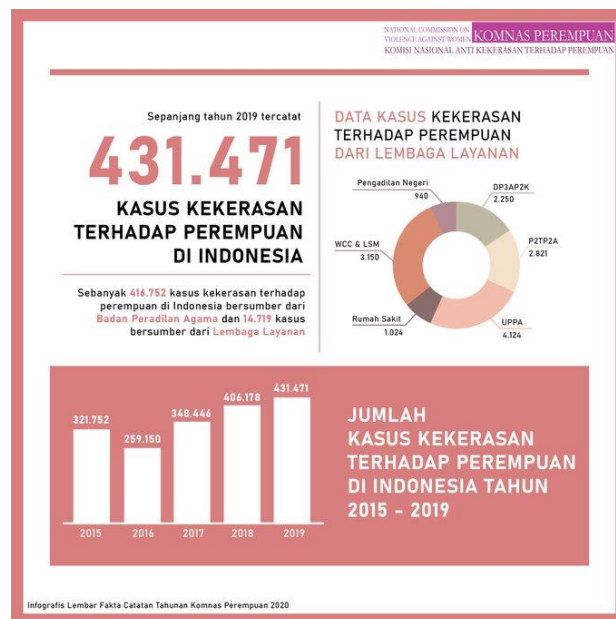 NATIONAL COMMISSION ON
VIOLENCE AGAINST WOMEN
KOMNAS PEREMPUAN
KOMISI NASIONAL ANTI KEKERASAN TERHADAP PEREMPUAN
Sepanjang tahun 2019 tercatat
431.471
KASUS KEKERASAN
TERHADAP PEREMPUAN
DI INDONESIA
Sebanyak 416.752 kasus kekerasan terhadap
perempuan di Indonesia bersumber dari
Badan Peradilan Agama dan 14.719 kasus
bersumber dari Lembaga Layanan
DATA KASUS KEKERASAN
TERHADAP PEREMPUAN
DARI LEMBAGA LAYANAN
Pengadilan Negeri
940
DP3AP2K
2.250
WCC & LSM
3.150
P2TP2A
2.821
Rumah Sakit
1.024
UPPA
4.124
321.752
259.150
348.446
406.178
431.471
2015
2016
2017
2018
2019
JUMLAH
KASUS KEKERASAN
TERHADAP PEREMPUAN
DI INDONESIA TAHUN
2015 - 2019
Infografis Lembar Fakta Catatan Tahunan Komnas Perempuan 2020